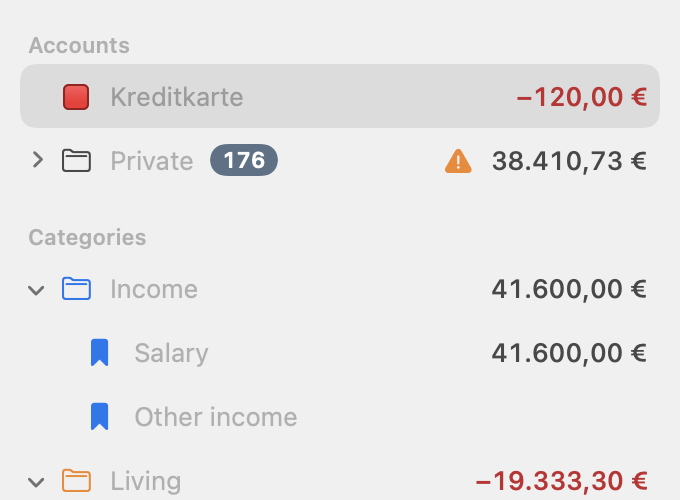 Accounts
Kreditkarte −120,00 €
Private 176 38.410,73 €
Categories
Income 41.600,00 €
Salary 41.600,00 €
Other income
Living −19.333,30 €